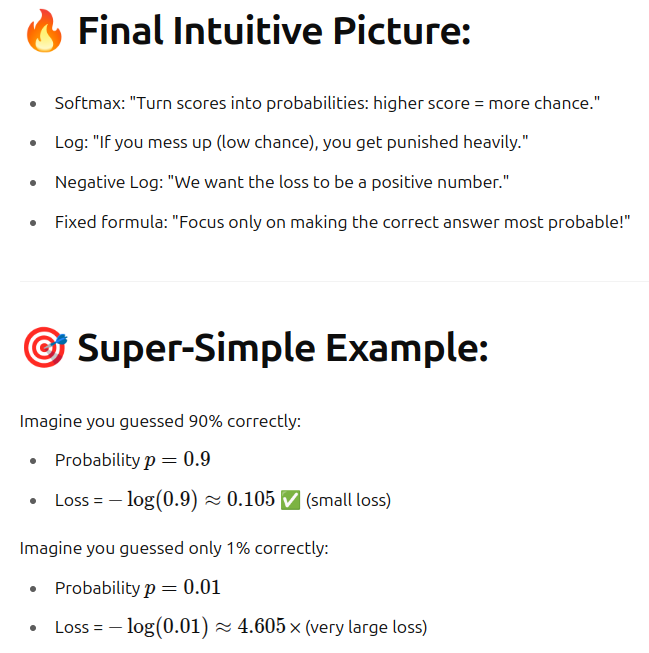 🔥 Final Intuitive Picture:
• Softmax: "Turn scores into probabilities: higher score = more chance."
• Log: "If you mess up (low chance), you get punished heavily."
• Negative Log: "We want the loss to be a positive number."
• Fixed formula: "Focus only on making the correct answer most probable!"
🎯 Super-Simple Example:
Imagine you guessed 90% correctly:
• Probability p = 0.9
• Loss = − log(0.9) ≈ 0.105 ✅ (small loss)
Imagine you guessed only 1% correctly:
• Probability p = 0.01
• Loss = − log(0.01) ≈ 4.605 × (very large loss)